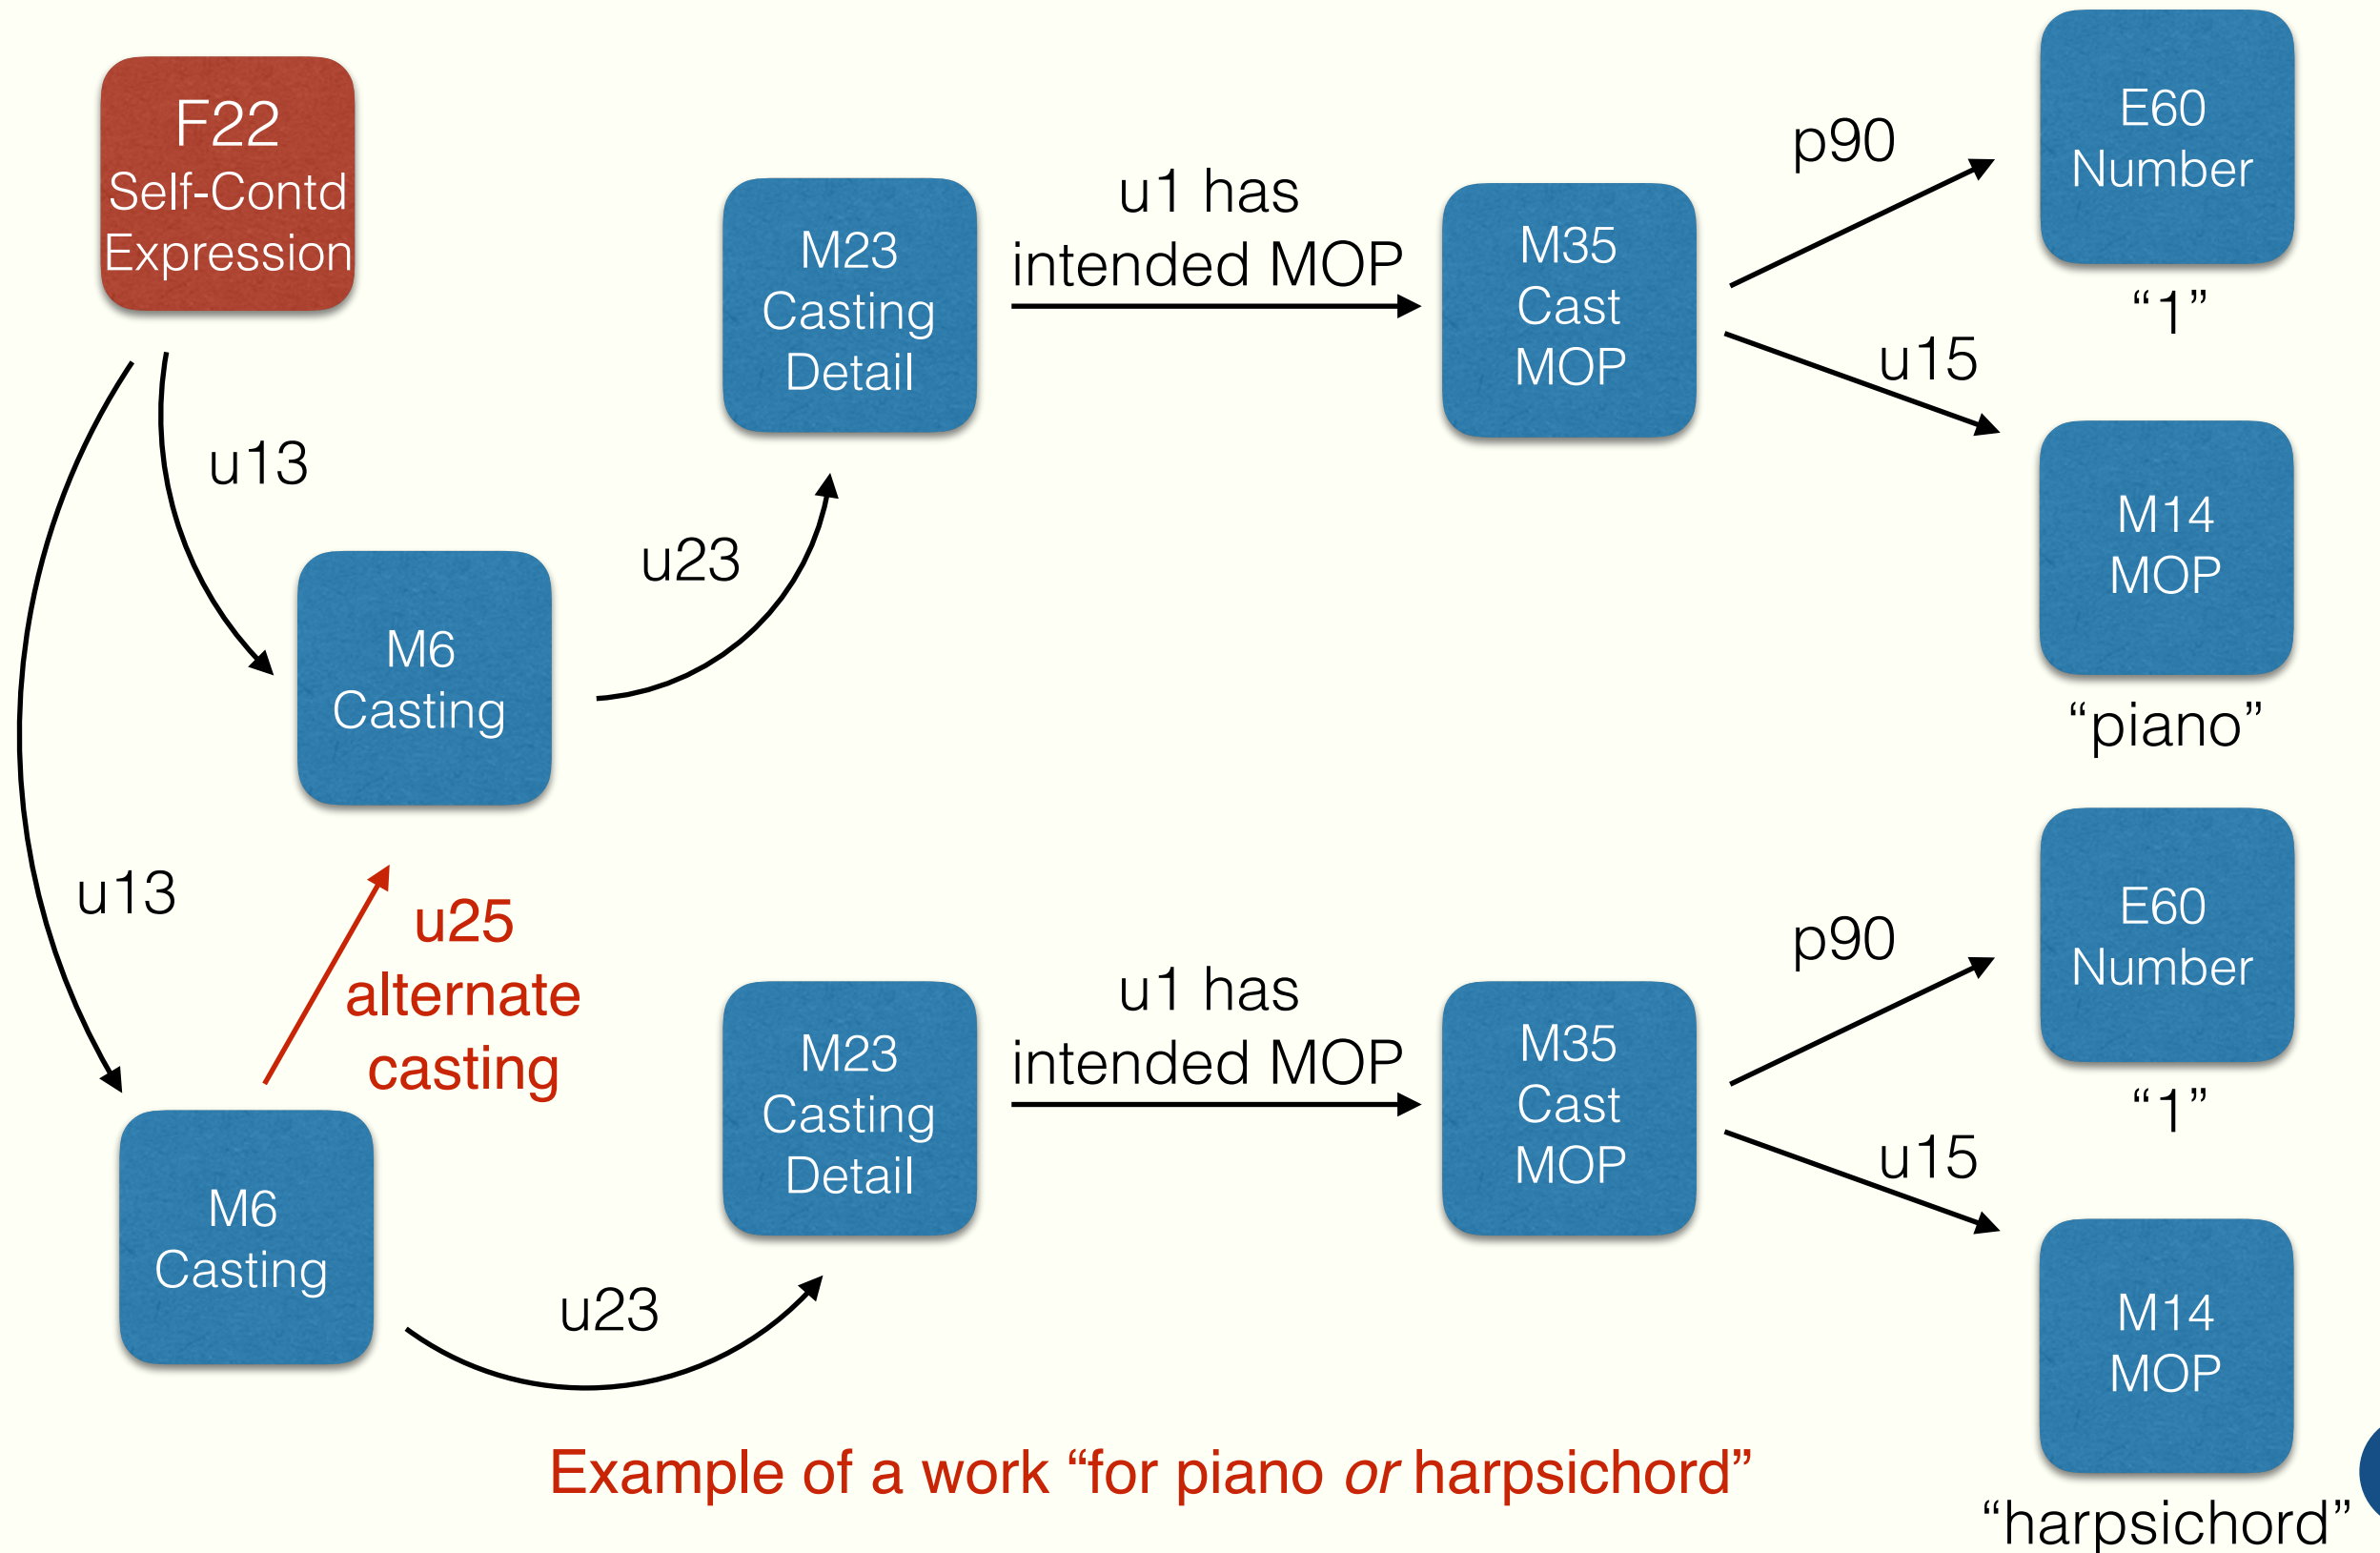 F22
Self-Contd
Expression
u13
u13
M6
Casting
u23
M23
Casting
Detail
u1 has
intended MOP
M35
Cast
MOP
p90
u15
E60
Number
“1”
M14
MOP
“piano”
u25
alternate
casting
M6
Casting
u23
M23
Casting
Detail
u1 has
intended MOP
M35
Cast
MOP
p90
u15
E60
Number
“1”
M14
MOP
“harpsichord”
Example of a work “for piano or harpsichord”